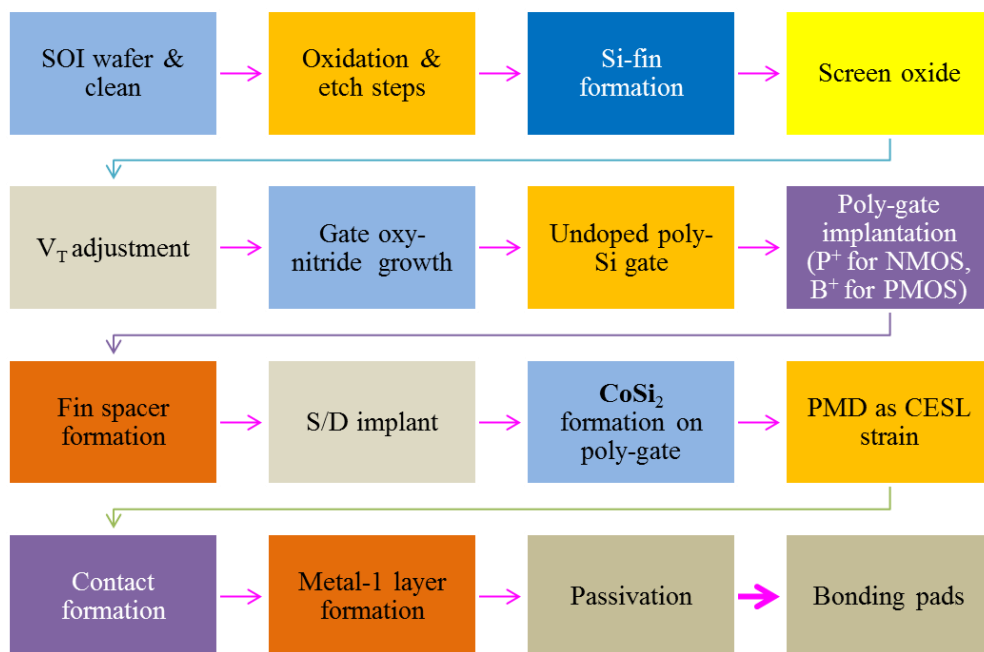 SOI wafer &
clean
Oxidation &
etch steps
Si-fin
formation
Screen oxide
V_T adjustment
Gate oxy-
nitride growth
Undoped poly-
Si gate
Poly-gate
implantation
(P⁺ for NMOS,
B⁺ for PMOS)
Fin spacer
formation
S/D implant
CoSi₂
formation on
poly-gate
PMD as CESL
strain
Contact
formation
Metal-1 layer
formation
Passivation
Bonding pads